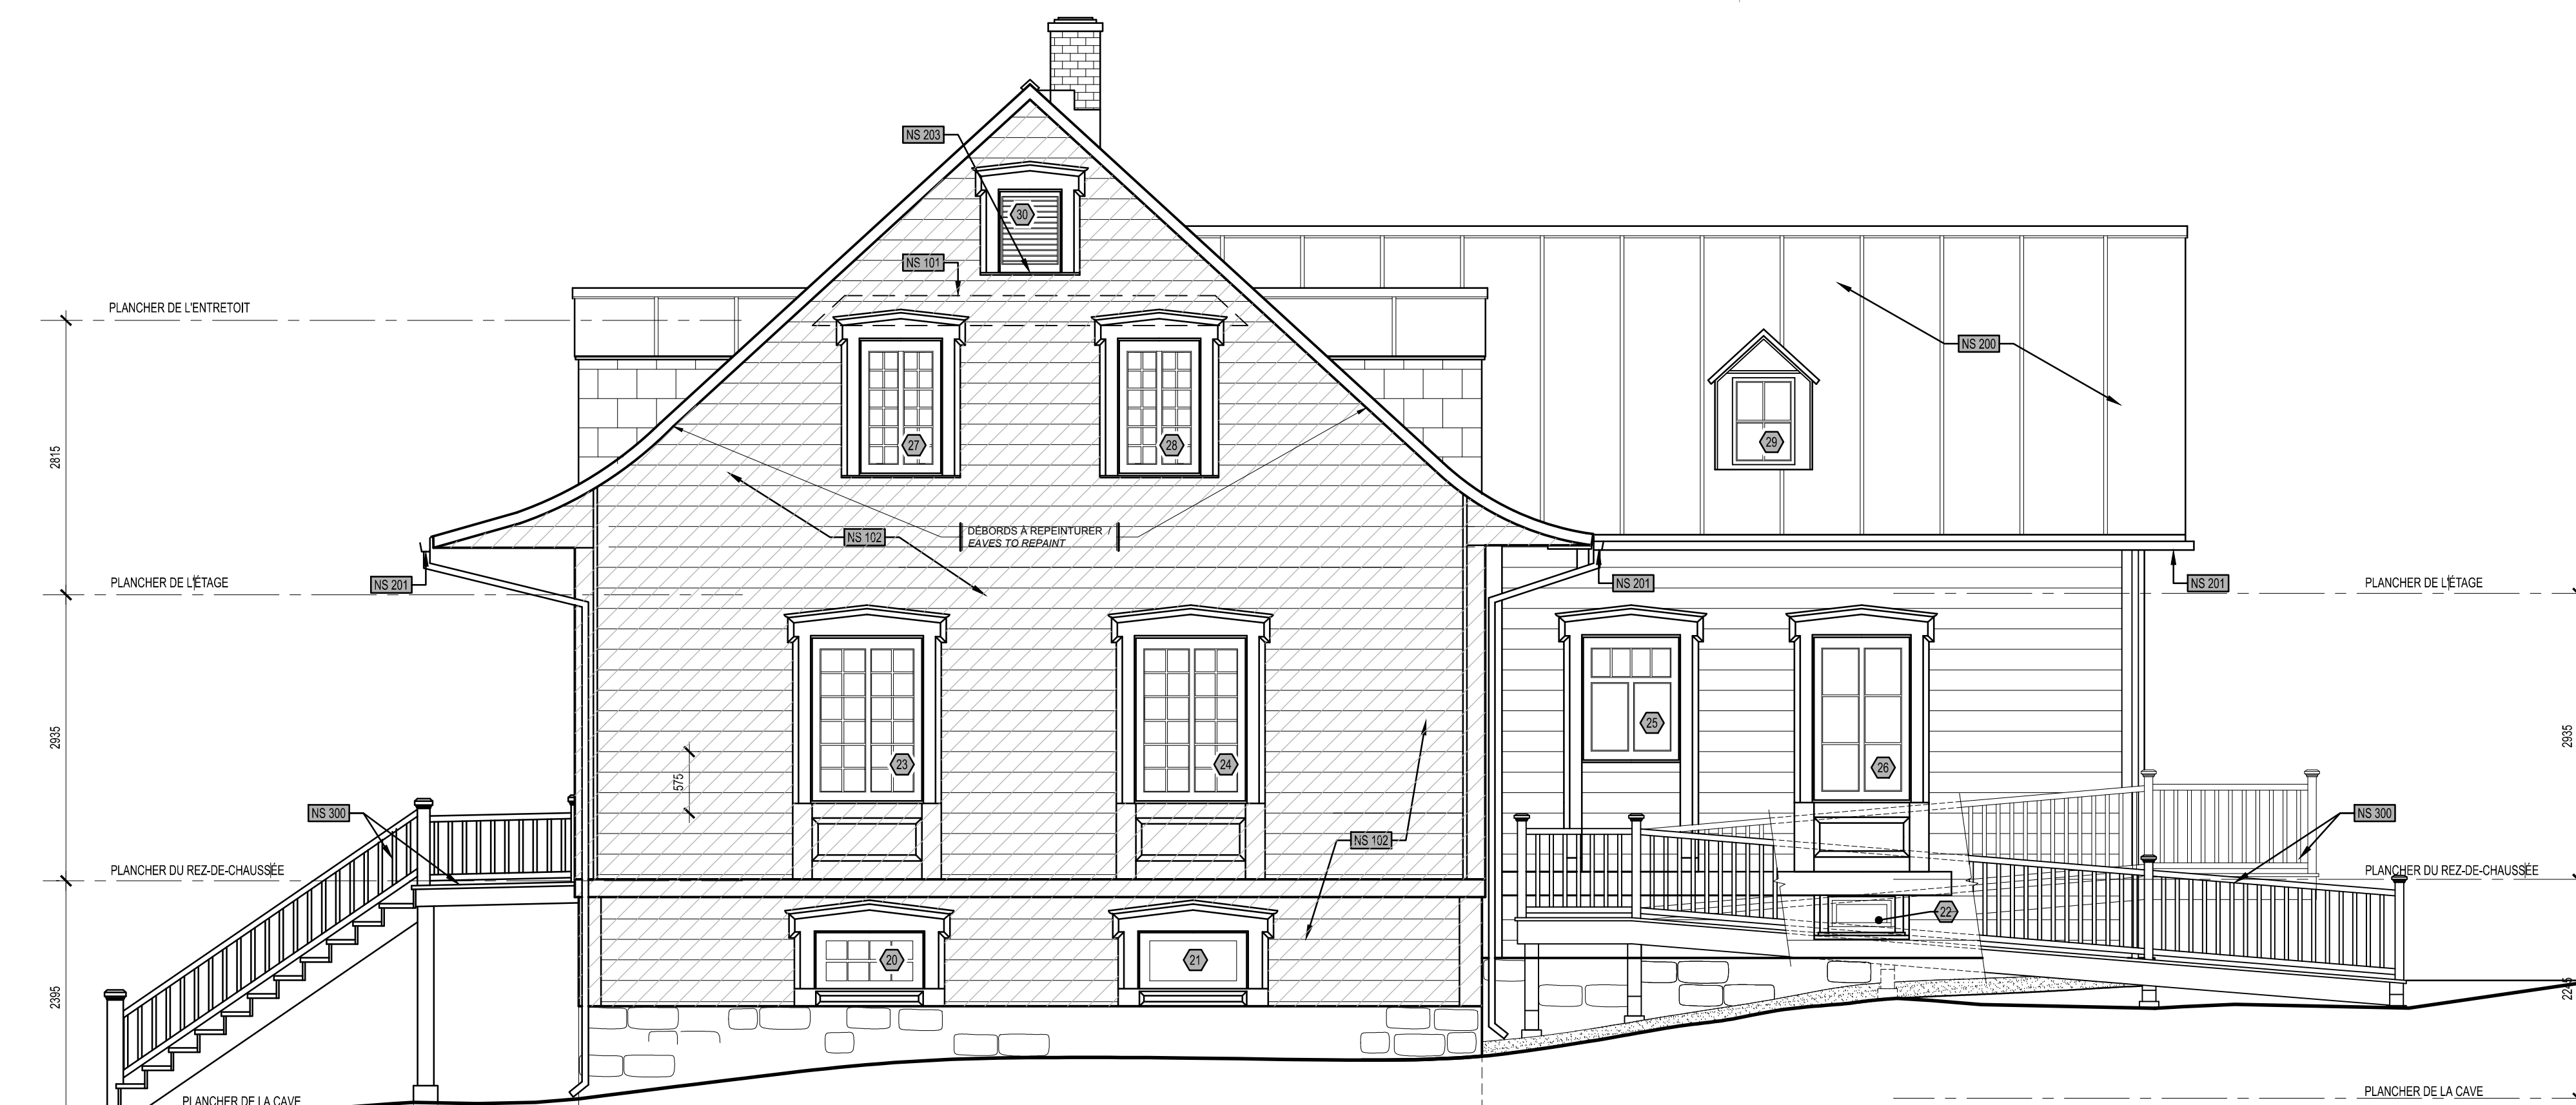 NS 203
30
NS 101
PLANCHER DE L'ENTRETOIT
NS 200
27
28
29
2815
DÉBORDS À REPEINTURER /
EAVES TO REPAINT
NS 102
NS 201
NS 201
NS 201
PLANCHER DE L'ÉTAGE
PLANCHER DE L'ÉTAGE
25
26
23
24
2935
2935
575
NS 300
NS 300
NS 102
PLANCHER DU REZ-DE-CHAUSSÉE
PLANCHER DU REZ-DE-CHAUSSÉE
22
20
21
2395
PLANCHER DE LA CAVE
PLANCHER DE LA CAVE